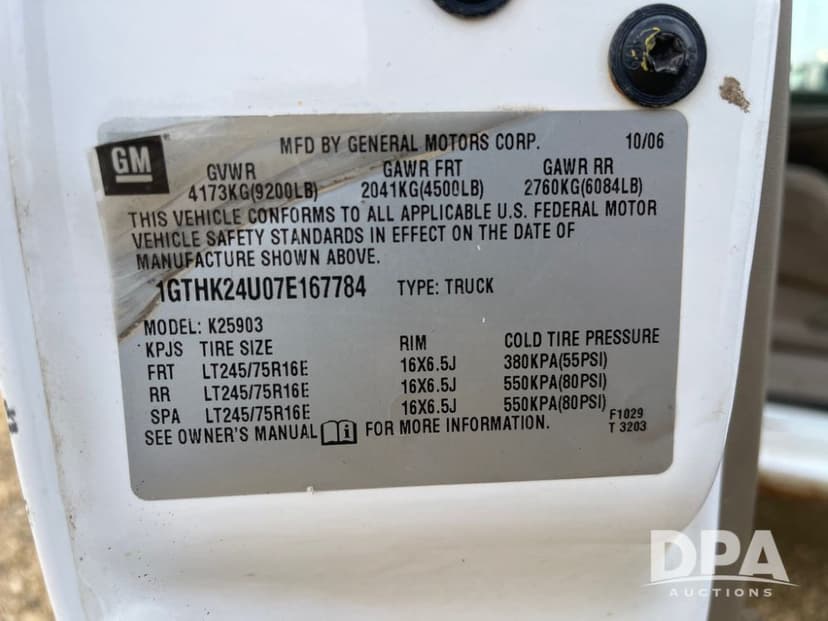 GM
MFD BY GENERAL MOTORS CORP. 10/06
GVWR GAWR FRT GAWR RR
4173KG(9200LB) 2041KG(4500LB) 2760KG(6084LB)
THIS VEHICLE CONFORMS TO ALL APPLICABLE U.S. FEDERAL MOTOR
VEHICLE SAFETY STANDARDS IN EFFECT ON THE DATE OF
MANUFACTURE SHOWN ABOVE.
1GTHK24U07E167784 TYPE: TRUCK
MODEL: K25903
KPJS TIRE SIZE RIM COLD TIRE PRESSURE
FRT LT245/75R16E 16X6.5J 380KPA(55PSI)
RR LT245/75R16E 16X6.5J 550KPA(80PSI)
SPA LT245/75R16E 16X6.5J 550KPA(80PSI)
SEE OWNER'S MANUAL FOR MORE INFORMATION.
F1029
T 3203
DPA
AUCTIONS